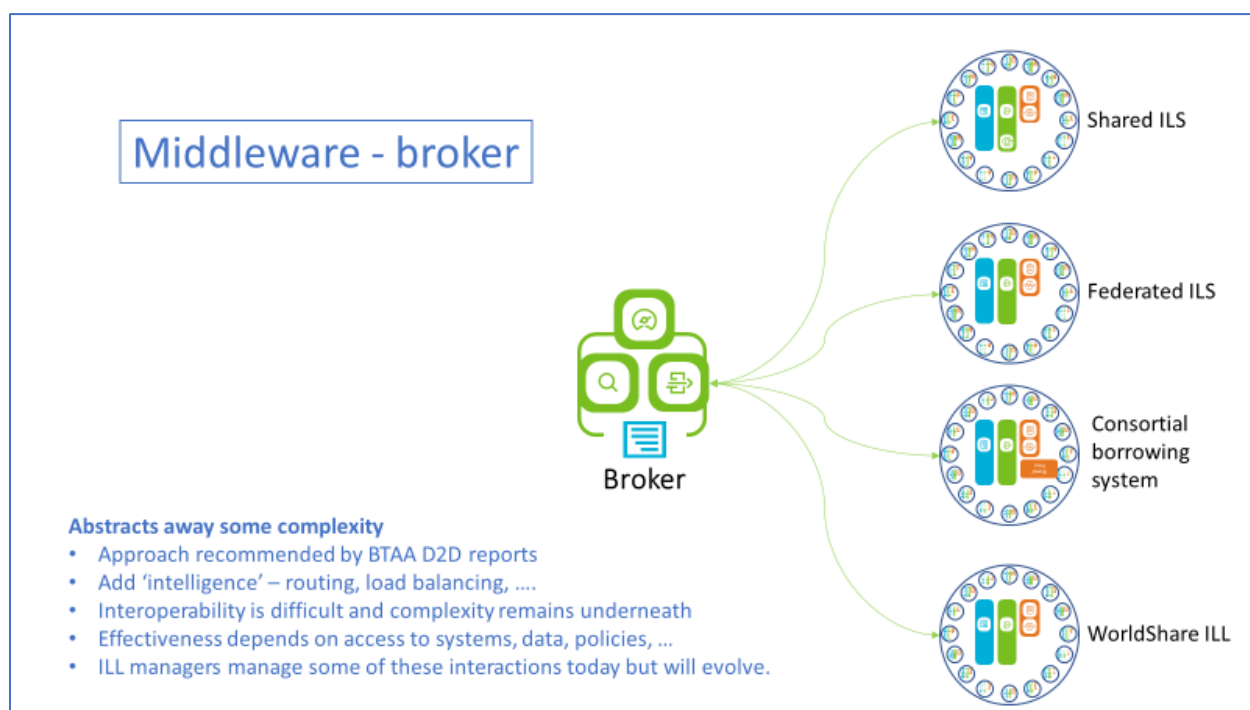 Middleware - broker
Shared ILS
Federated ILS
Consortial
borrowing
system
WorldShare ILL
Broker
Abstracts away some complexity
• Approach recommended by BTAA D2D reports
• Add ‘intelligence’ – routing, load balancing, ….
• Interoperability is difficult and complexity remains underneath
• Effectiveness depends on access to systems, data, policies, …
• ILL managers manage some of these interactions today but will evolve.